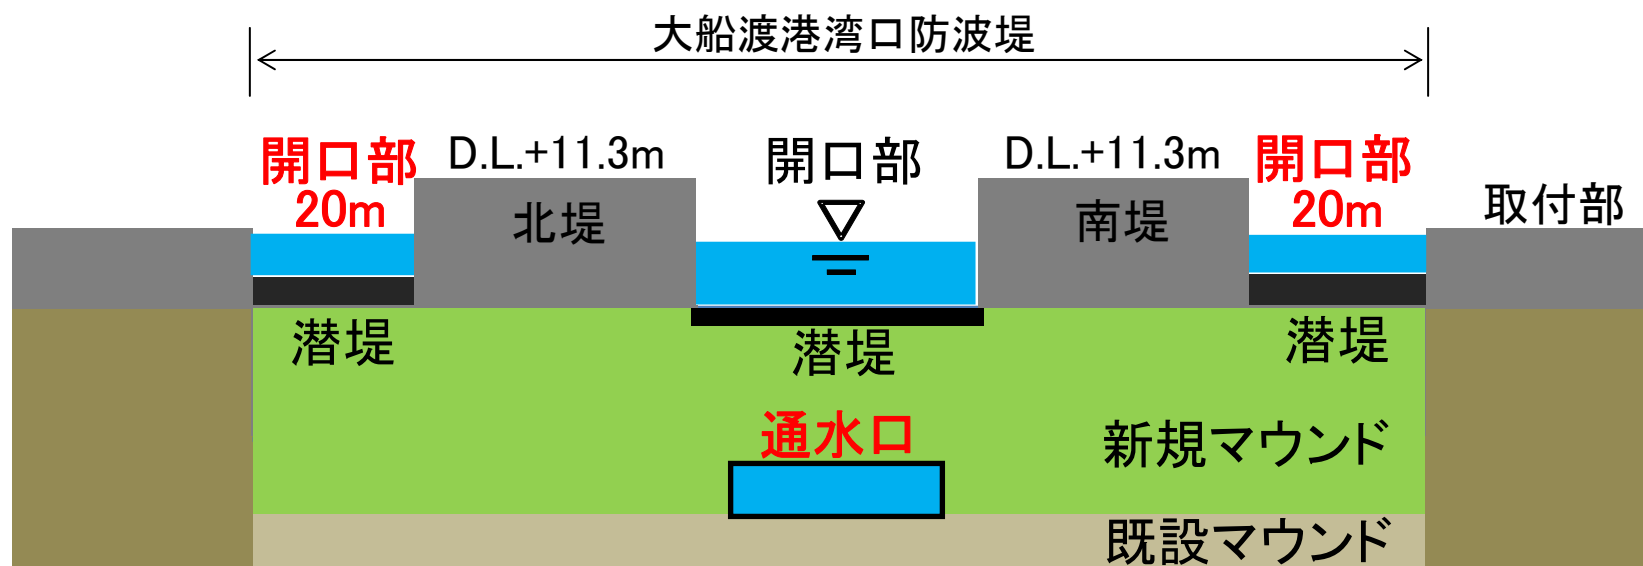 大船渡港湾口防波堤
開口部
20m
D.L.+11.3m
開口部
D.L.+11.3m
開口部
20m
取付部
北堤
南堤
潜堤
潜堤
潜堤
通水口
新規マウンド
既設マウンド